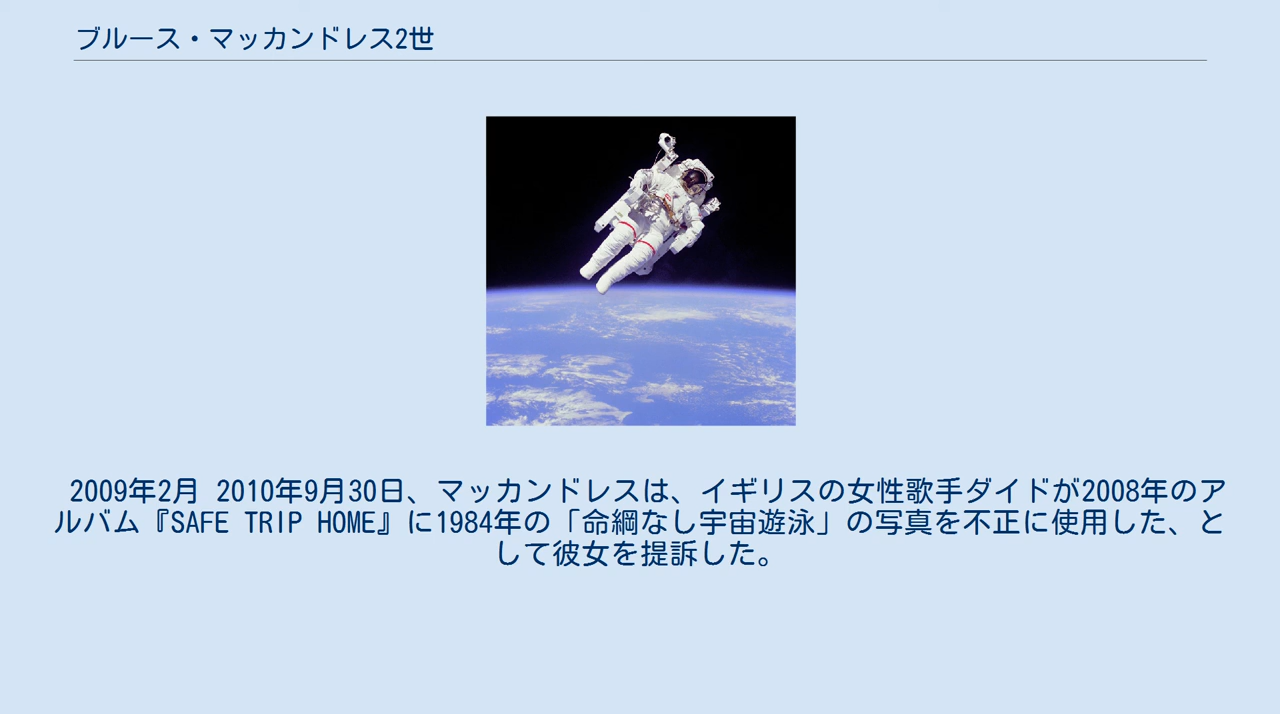 ブルース・マッカンドレス2世
2009年2月 2010年9月30日、マッカンドレスは、イギリスの女性歌手ダイドが2008年のア
ルバム『SAFE TRIP HOME』に1984年の「命綱なし宇宙遊泳」の写真を不正に使用した、と
して彼女を提訴した。